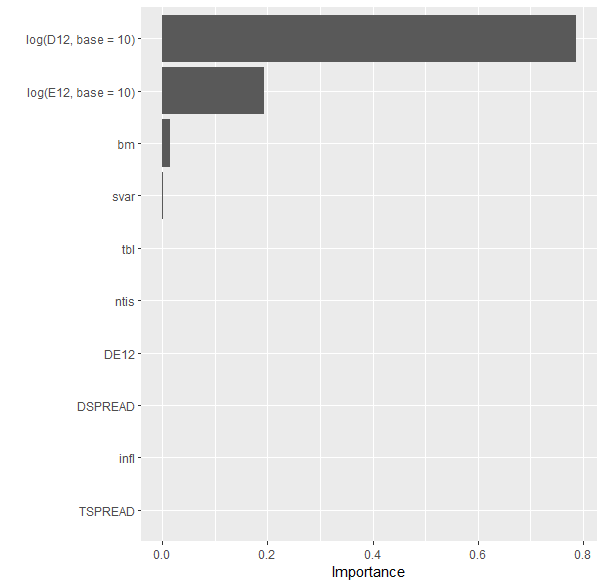 log(D12, base = 10)
log(E12, base = 10)
bm
svar
tbl
ntis
DE12
DSPREAD
infl
TSPREAD
0.0 0.2 0.4 0.6 0.8
Importance